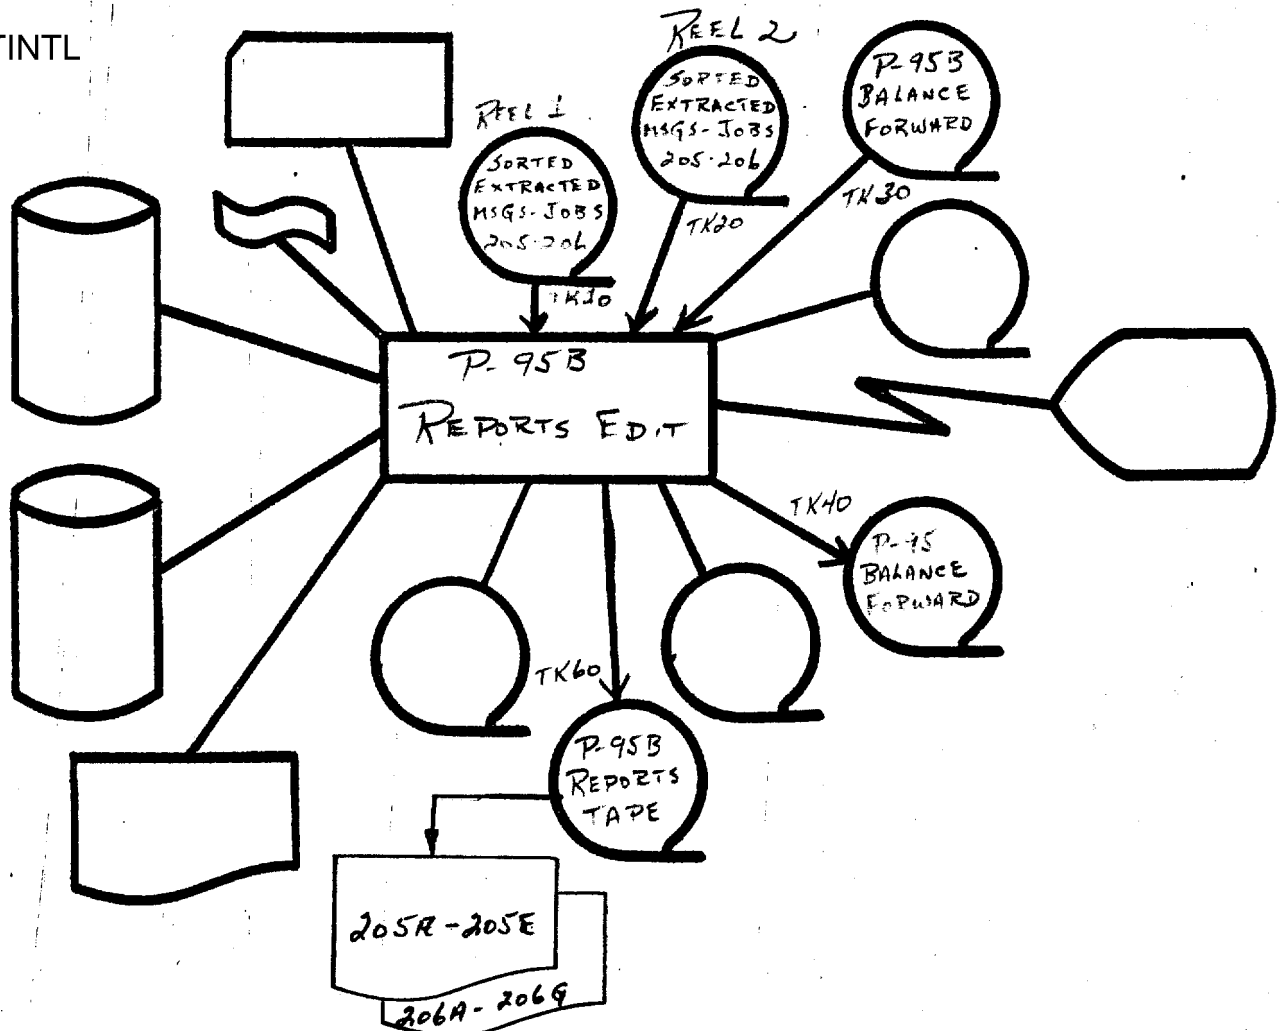 TINTL
REEL 2
REEL 1
P-95B
BALANCE
FORWARD
SORTED
EXTRACTED
MSGS-JOBS
205-206
SORTED
EXTRACTED
MSGS-JOBS
205-206
TK30
TK20
TK10
P-95B
REPORTS EDIT
TK40
P-95
BALANCE
FORWARD
TK60
P-95B
REPORTS
TAPE
205A-205E
206A-206G